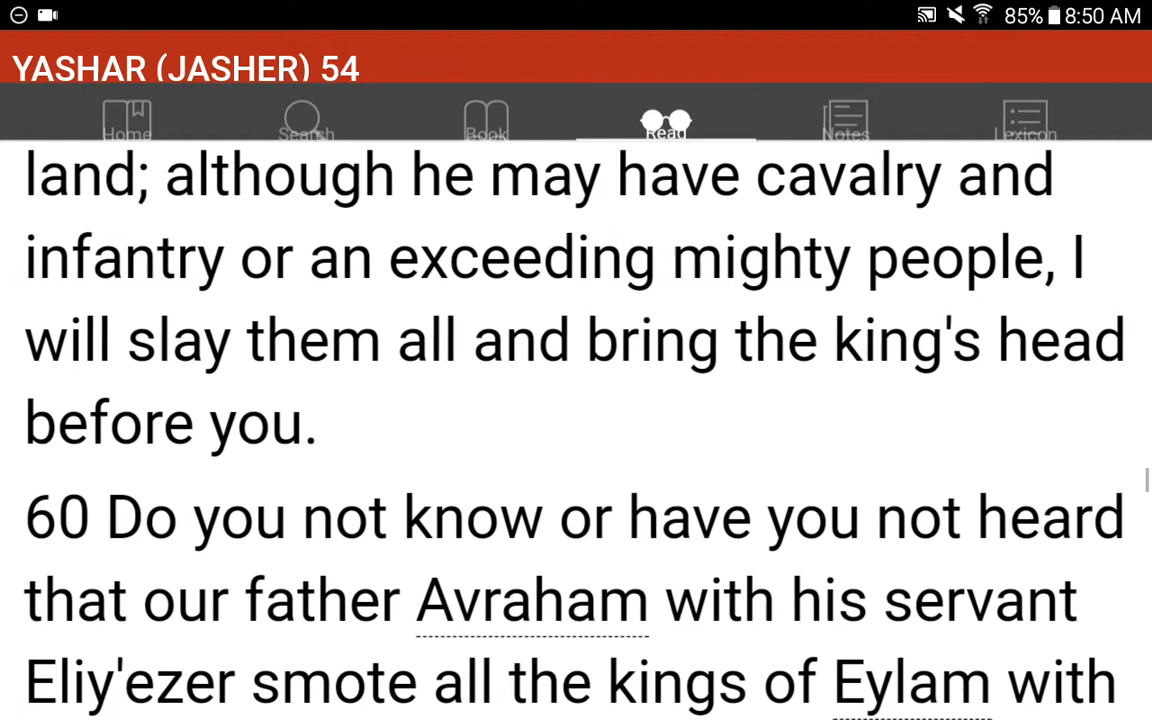 85% 8:50 AM
YASHAR (JASHER) 54
Home Search Book Read Notes Lexicon
land; although he may have cavalry and
infantry or an exceeding mighty people, I
will slay them all and bring the king's head
before you.
60 Do you not know or have you not heard
that our father Avraham with his servant
Eliy'ezer smote all the kings of Eylam with